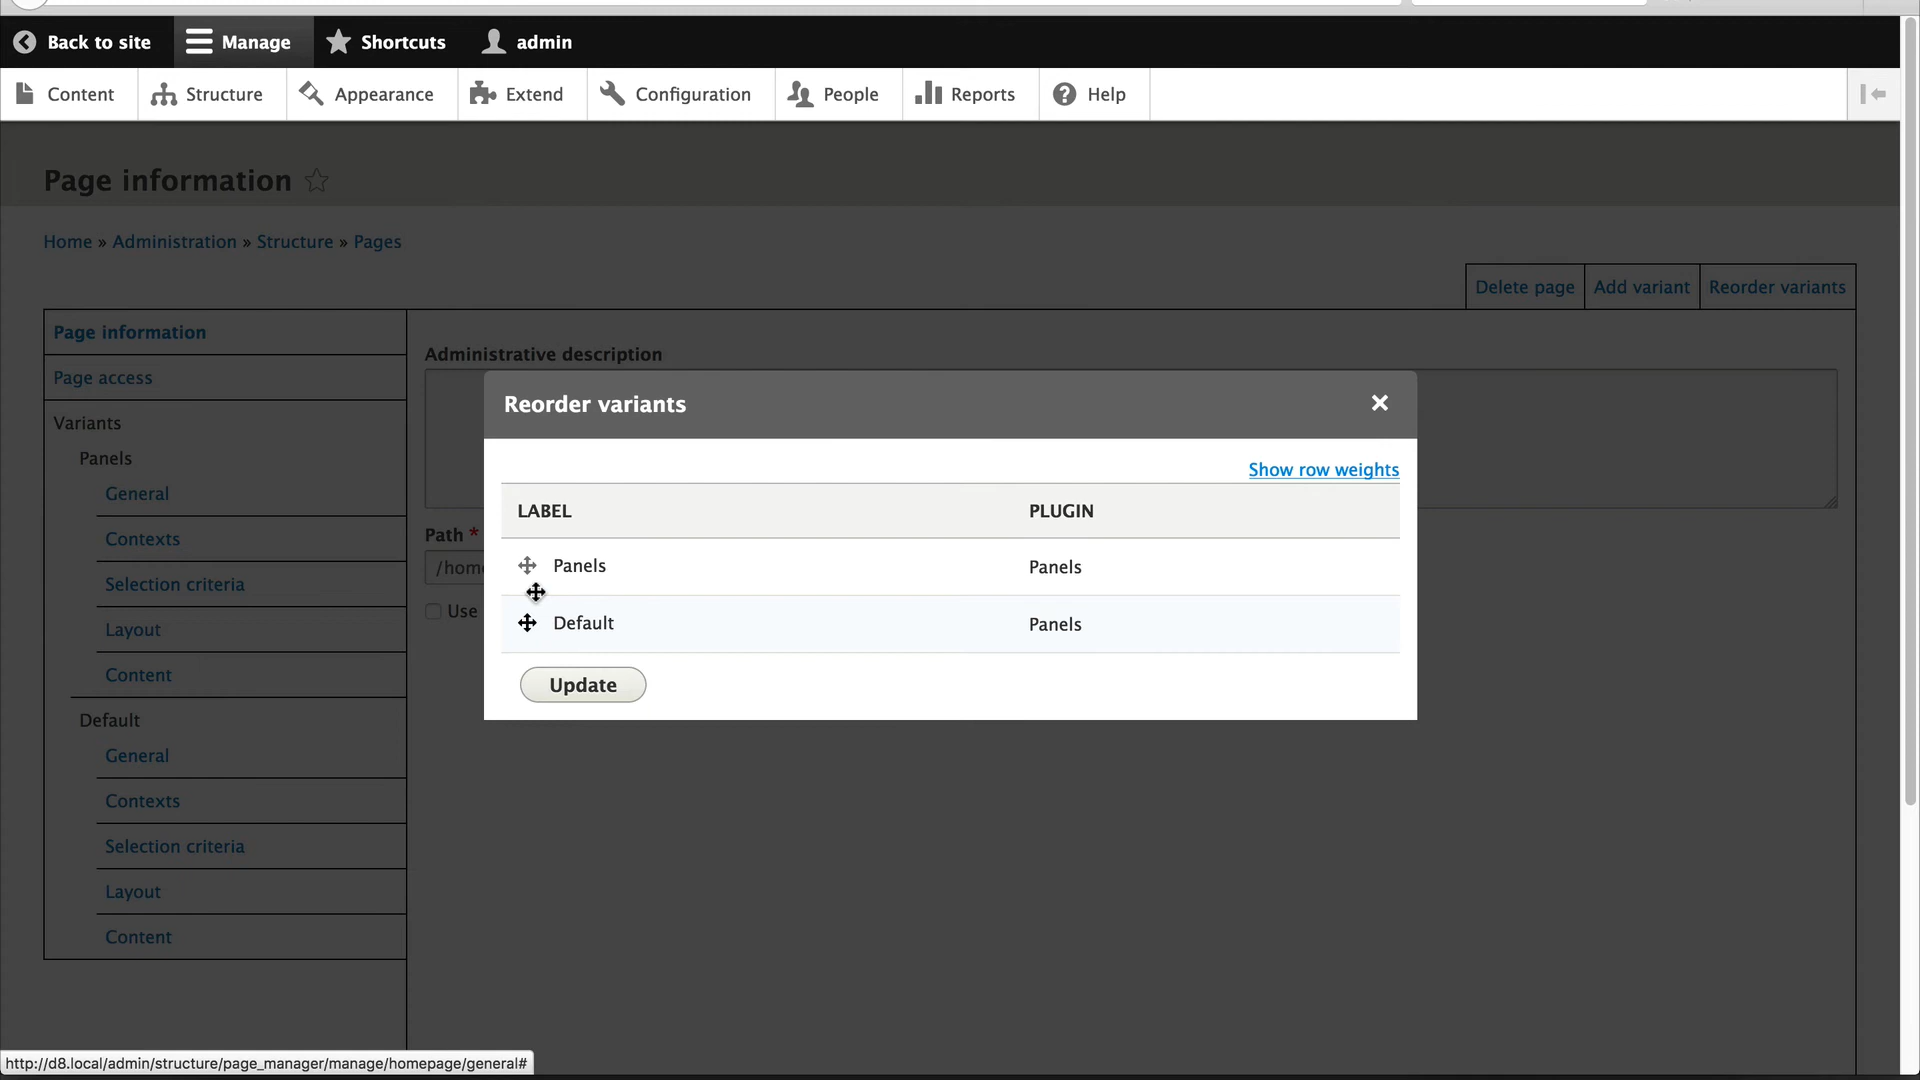 Back to site
Manage
Shortcuts
admin
Content
Structure
Appearance
Extend
Configuration
People
Reports
Help
Page information
Home » Administration » Structure » Pages
Delete page
Add variant
Reorder variants
Page information
Page access
Variants
Panels
General
Contexts
Selection criteria
Layout
Content
Default
General
Contexts
Selection criteria
Layout
Content
Administrative description
Path *
/home
Use
Reorder variants
Show row weights
LABEL PLUGIN
Panels Panels
Default Panels
Update
http://d8.local/admin/structure/page_manager/manage/homepage/general#